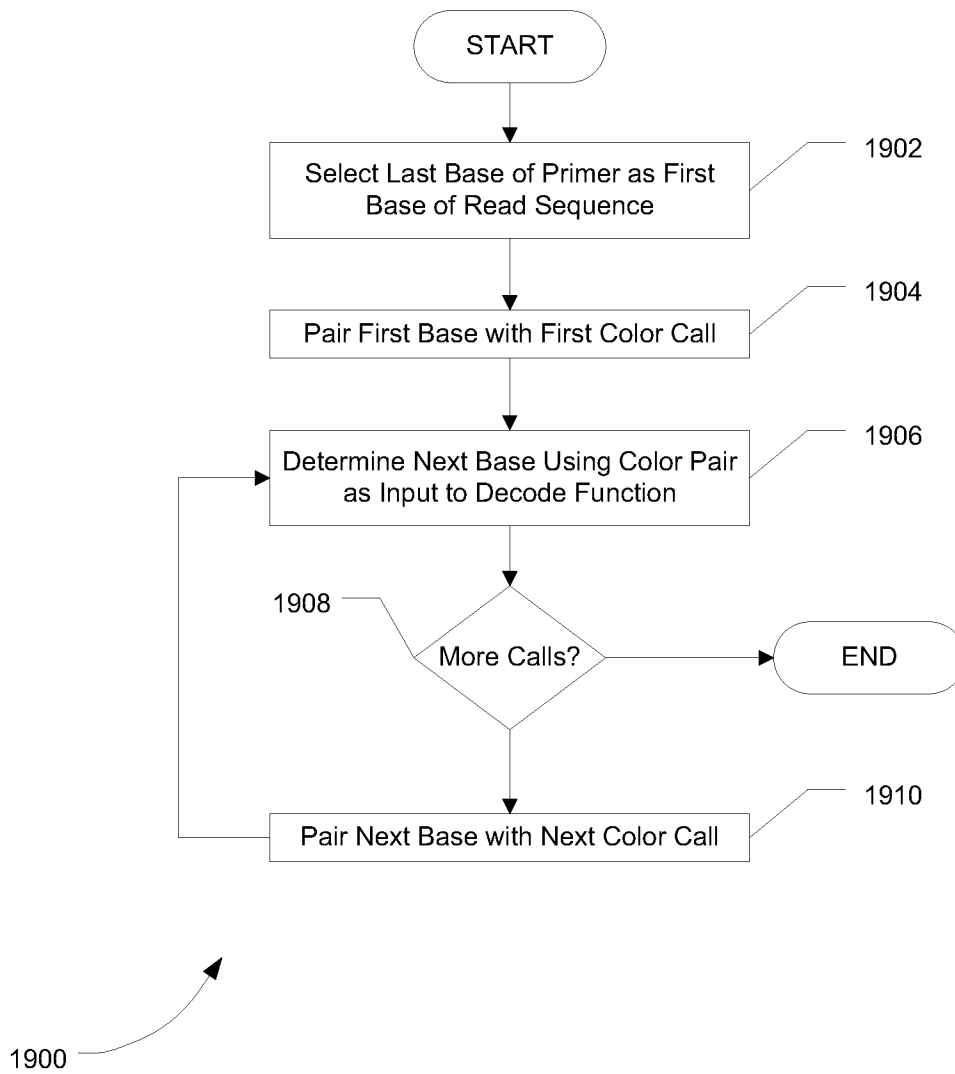 START
1902
Select Last Base of Primer as First
Base of Read Sequence
1904
Pair First Base with First Color Call
1906
Determine Next Base Using Color Pair
as Input to Decode Function
1908
More Calls?
END
1910
Pair Next Base with Next Color Call
1900